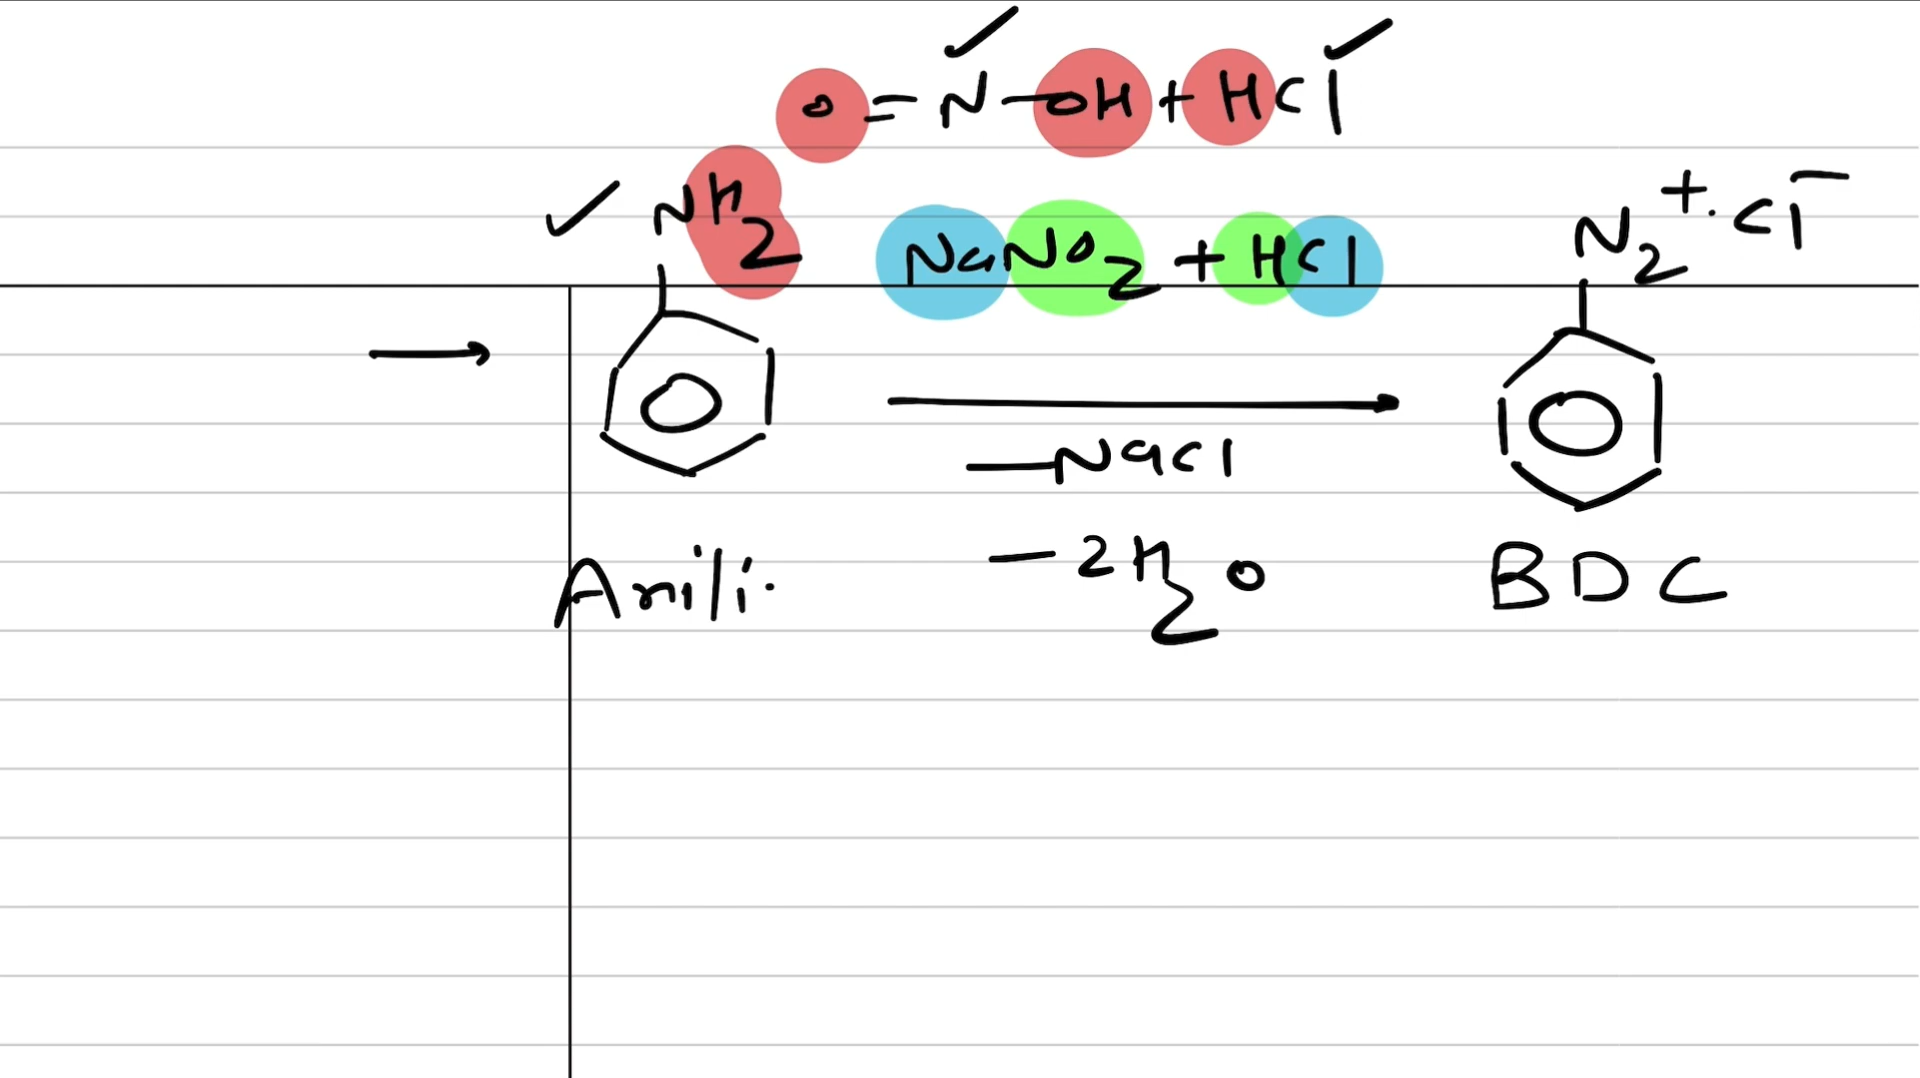 O = N — OH + HCl
NH2 NaNO2 + HCl N2+ . Cl−
— NaCl
Anili. — 2H2O BDC